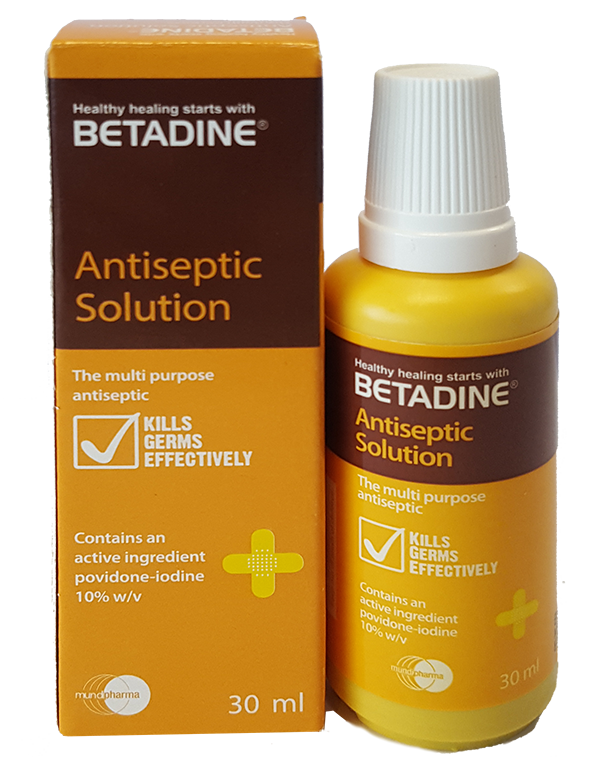 Healthy healing starts with
BETADINE®
Antiseptic
Solution
The multi purpose
antiseptic
KILLS
GERMS
EFFECTIVELY
Contains an
active ingredient
povidone-iodine
10% w/v
mundipharma
30 ml
Healthy healing starts with
BETADINE®
Antiseptic
Solution
The multi purpose
antiseptic
KILLS
GERMS
EFFECTIVELY
Contains an
active ingredient
povidone-iodine
10% w/v
mundipharma
30 ml